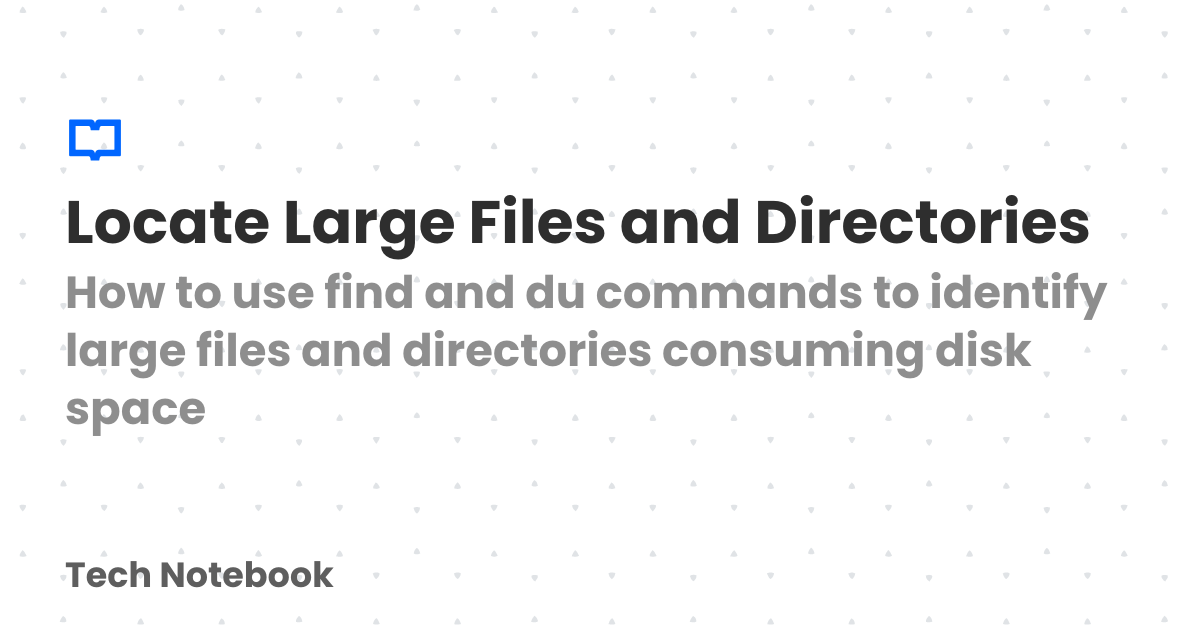 Locate Large Files and Directories
How to use find and du commands to identify
large files and directories consuming disk
space
Tech Notebook